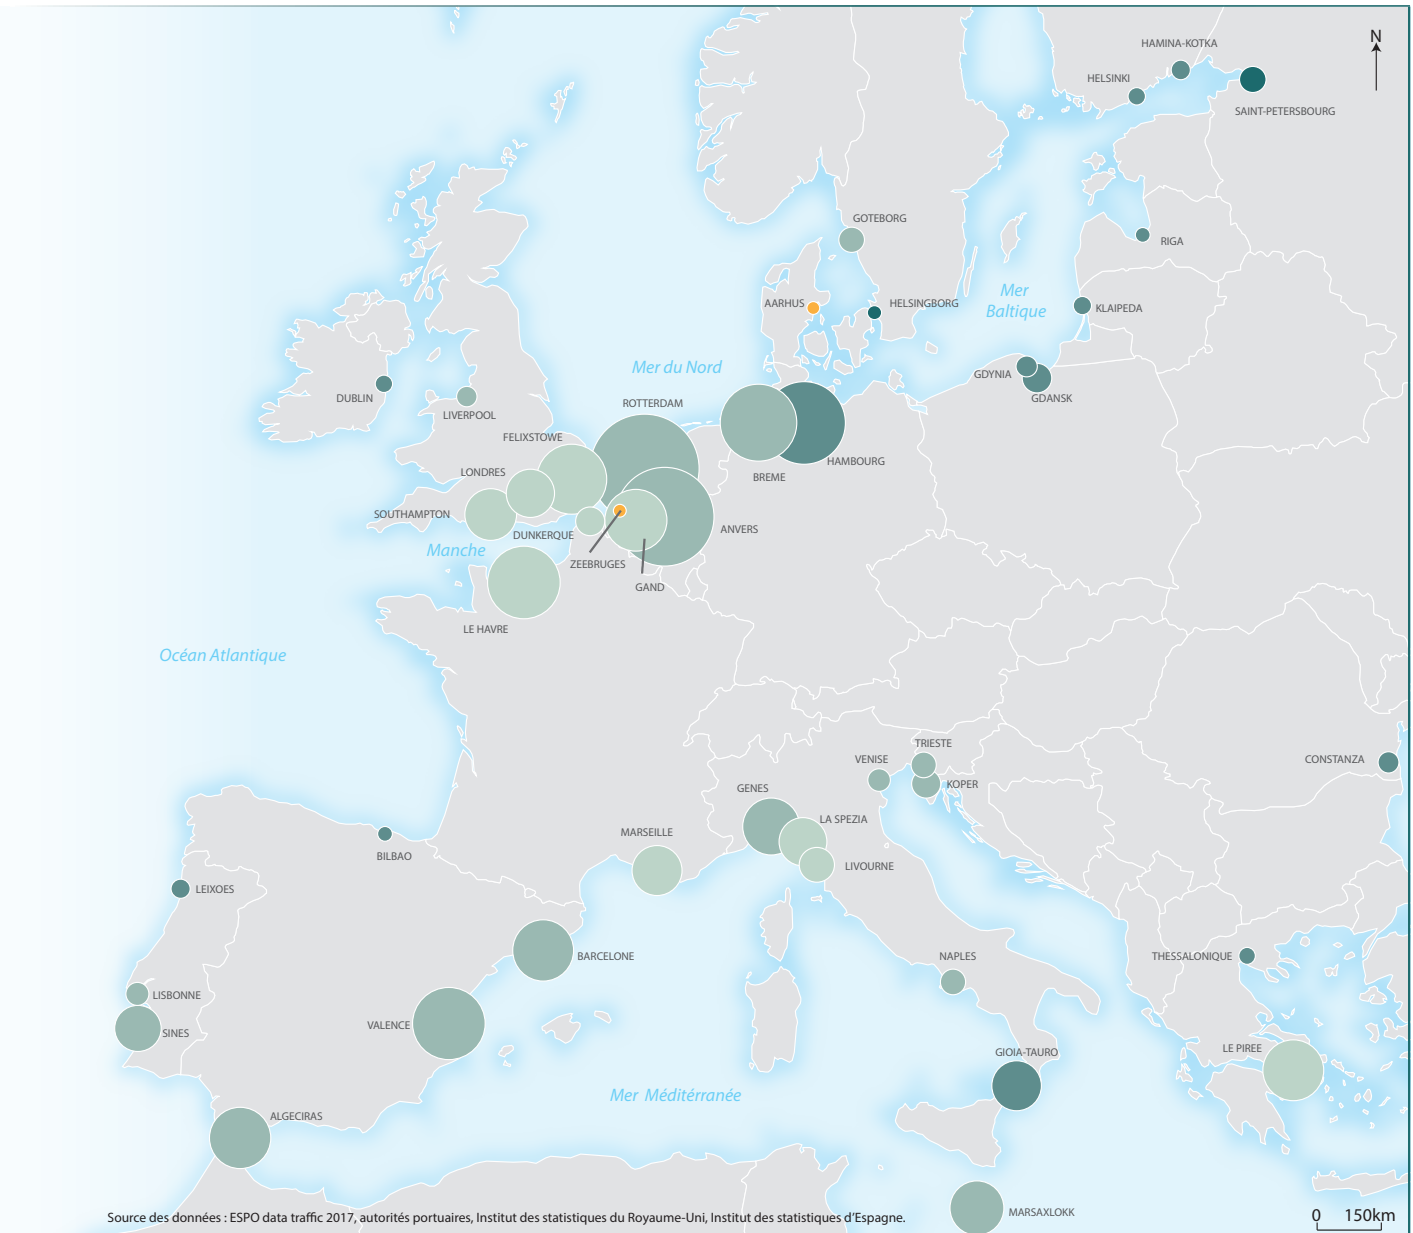 N
HAMINA-KOTKA
HELSINKI
SAINT-PETERSBOURG
GOTEBORG
RIGA
AARHUS
HELSINGBORG
Mer
Baltique
KLAIPEDA
Mer du Nord
GDYNIA
GDANSK
DUBLIN
LIVERPOOL
ROTTERDAM
FELIXSTOWE
HAMBOURG
BREME
LONDRES
SOUTHAMPTON
DUNKERQUE
ANVERS
Manche
ZEEBRUGES
GAND
LE HAVRE
Océan Atlantique
TRIESTE
VENISE
KOPER
CONSTANZA
GENES
LA SPEZIA
MARSEILLE
LIVOURNE
BILBAO
LEIXOES
BARCELONE
NAPLES
THESSALONIQUE
LISBONNE
SINES
VALENCE
GIOIA-TAURO
LE PIREE
Mer Méditérranée
ALGECIRAS
MARSAXLOKK
Source des données : ESPO data traffic 2017, autorités portuaires, Institut des statistiques du Royaume-Uni, Institut des statistiques d'Espagne.
0 150km